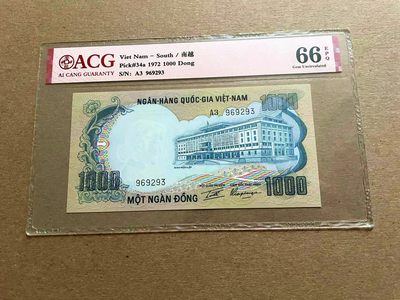 ACG
AI CANG GUARANTY
Viet Nam - South / 南越
Pick#34a 1972 1000 Dong
S/N: A3 969293
66 EPQ
Gem Uncirculated
NGÂN-HÀNG QUỐC-GIA VIỆT-NAM
1000
A3 969293
1000
969293
1000
MỘT NGÀN ĐỒNG